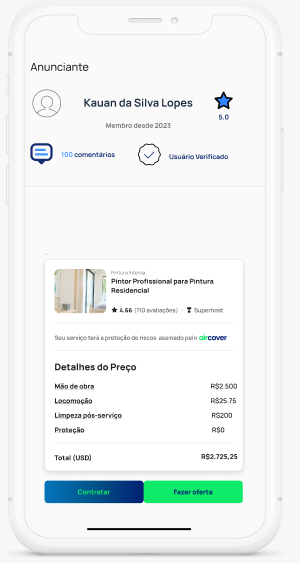 Anunciante
Kauan da Silva Lopes
5.0
Membro desde 2023
100 comentários
Usuário Verificado
Pintura Interna
Pintor Profissional para Pintura
Residencial
4.66 (110 avaliações) · Superhost
Seu serviço terá a proteção de riscos assinado pelo aircover
Detalhes do Preço
Mão de obra R$2.500
Locomoção R$25.75
Limpeza pós-serviço R$200
Proteção R$0
Total (USD) R$2.725,25
Contratar
Fazer oferta